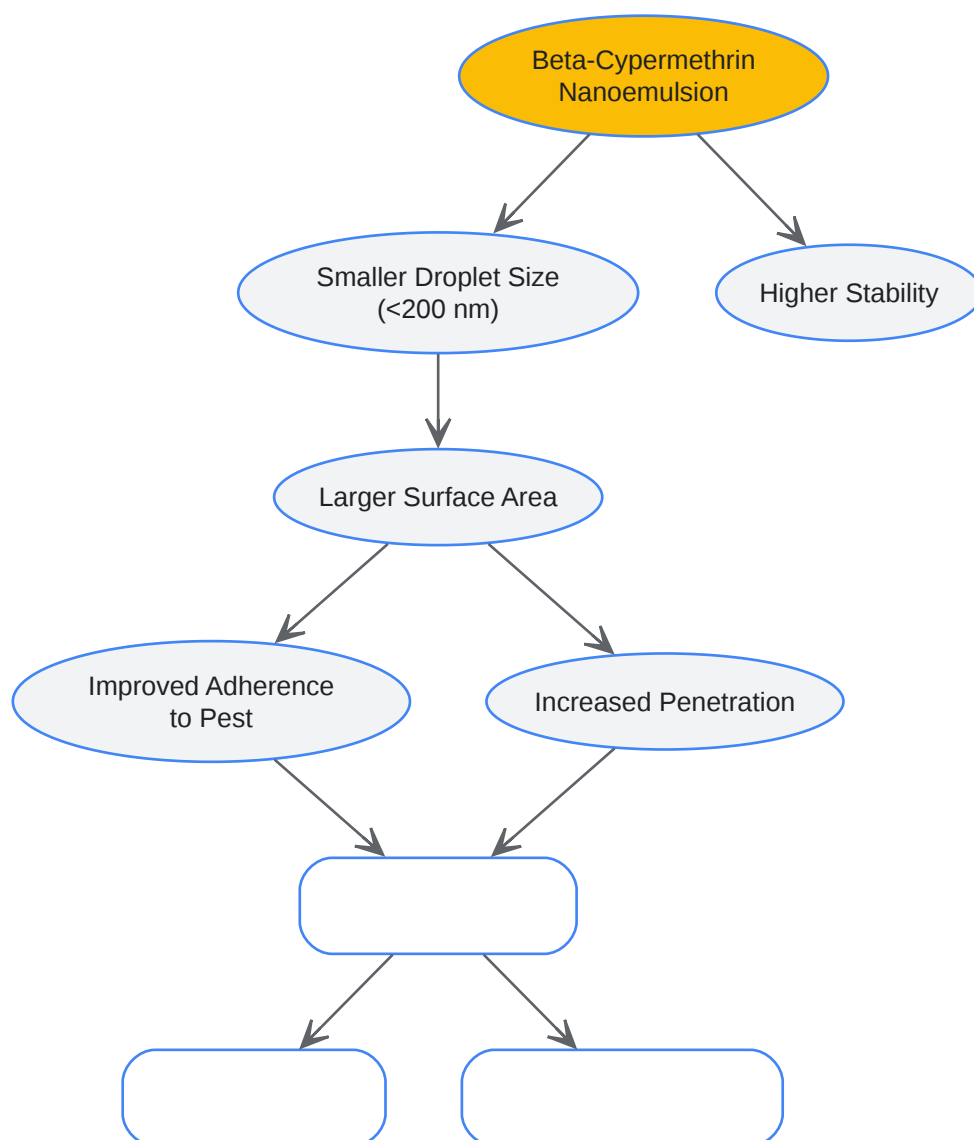 Beta-Cypermethrin
Nanoemulsion
Smaller Droplet Size
(<200 nm)
Higher Stability
Larger Surface Area
Improved Adherence
to Pest
Increased Penetration